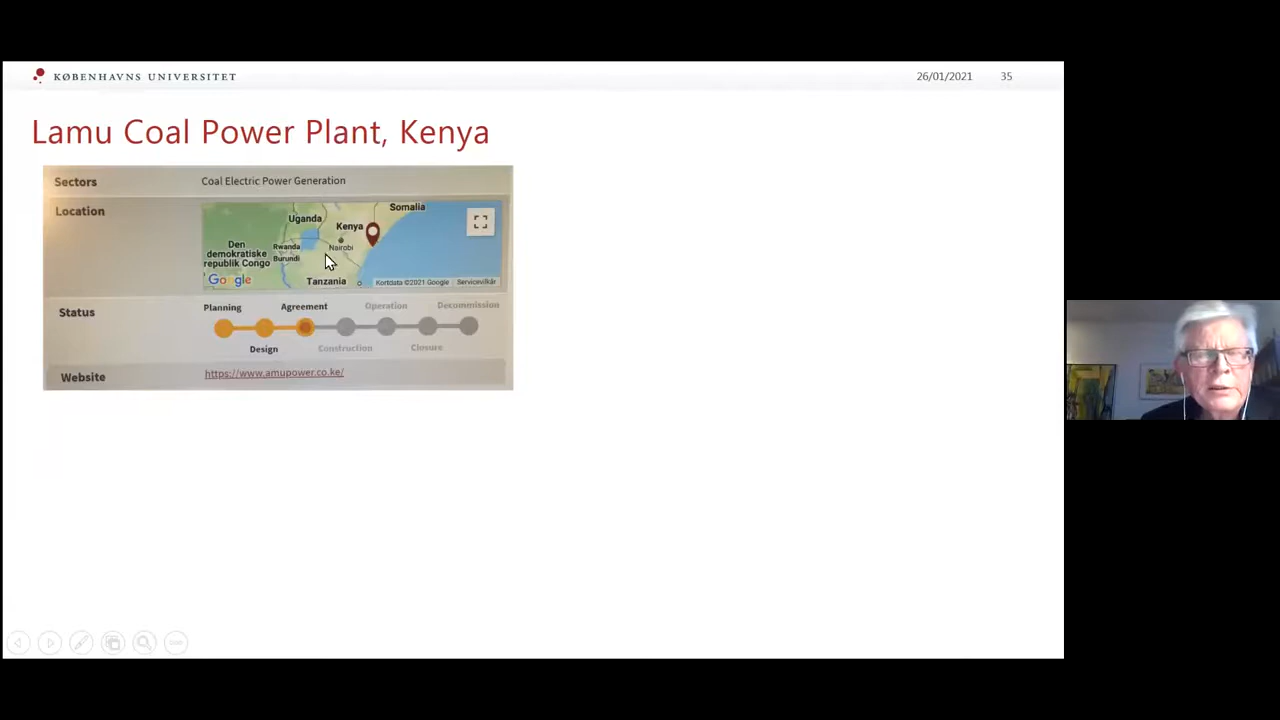 KØBENHAVNS UNIVERSITET
26/01/2021
35
Lamu Coal Power Plant, Kenya
Sectors
Coal Electric Power Generation
Location
Somalia
Uganda
Kenya
Den
demokratiske
republik Congo
Rwanda
Burundi
Nairobi
Tanzania
Google
Kortdata ©2021 Google
Servicevilkår
Status
Planning
Agreement
Operation
Decommission
Design
Construction
Closure
Website
https://www.amupower.co.ke/